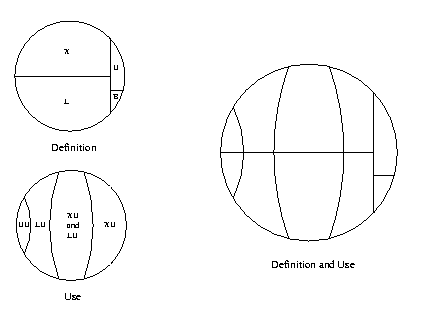 X
U
L
Definition
UU LU
XU
and
LU
XU
Use
Definition and Use